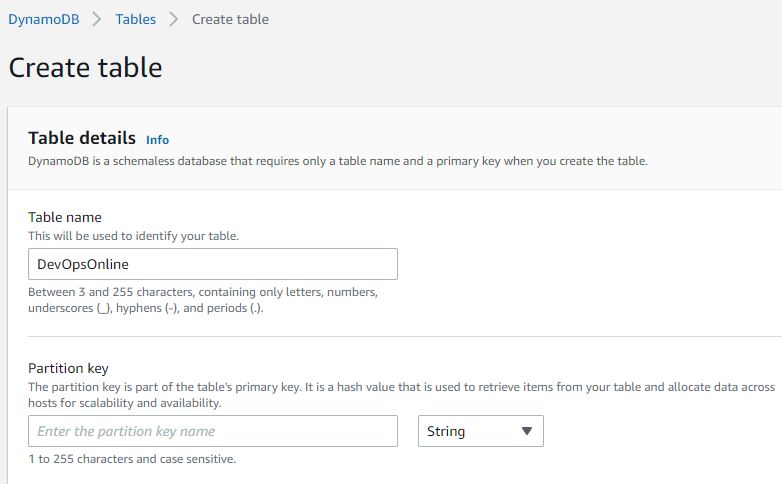 DynamoDB > Tables > Create table
Create table
Table details Info
DynamoDB is a schemaless database that requires only a table name and a primary key when you create the table.
Table name
This will be used to identify your table.
DevOpsOnline
Between 3 and 255 characters, containing only letters, numbers,
underscores (_), hyphens (-), and periods (.).
Partition key
The partition key is part of the table's primary key. It is a hash value that is used to retrieve items from your table and allocate data across
hosts for scalability and availability.
Enter the partition key name String
1 to 255 characters and case sensitive.